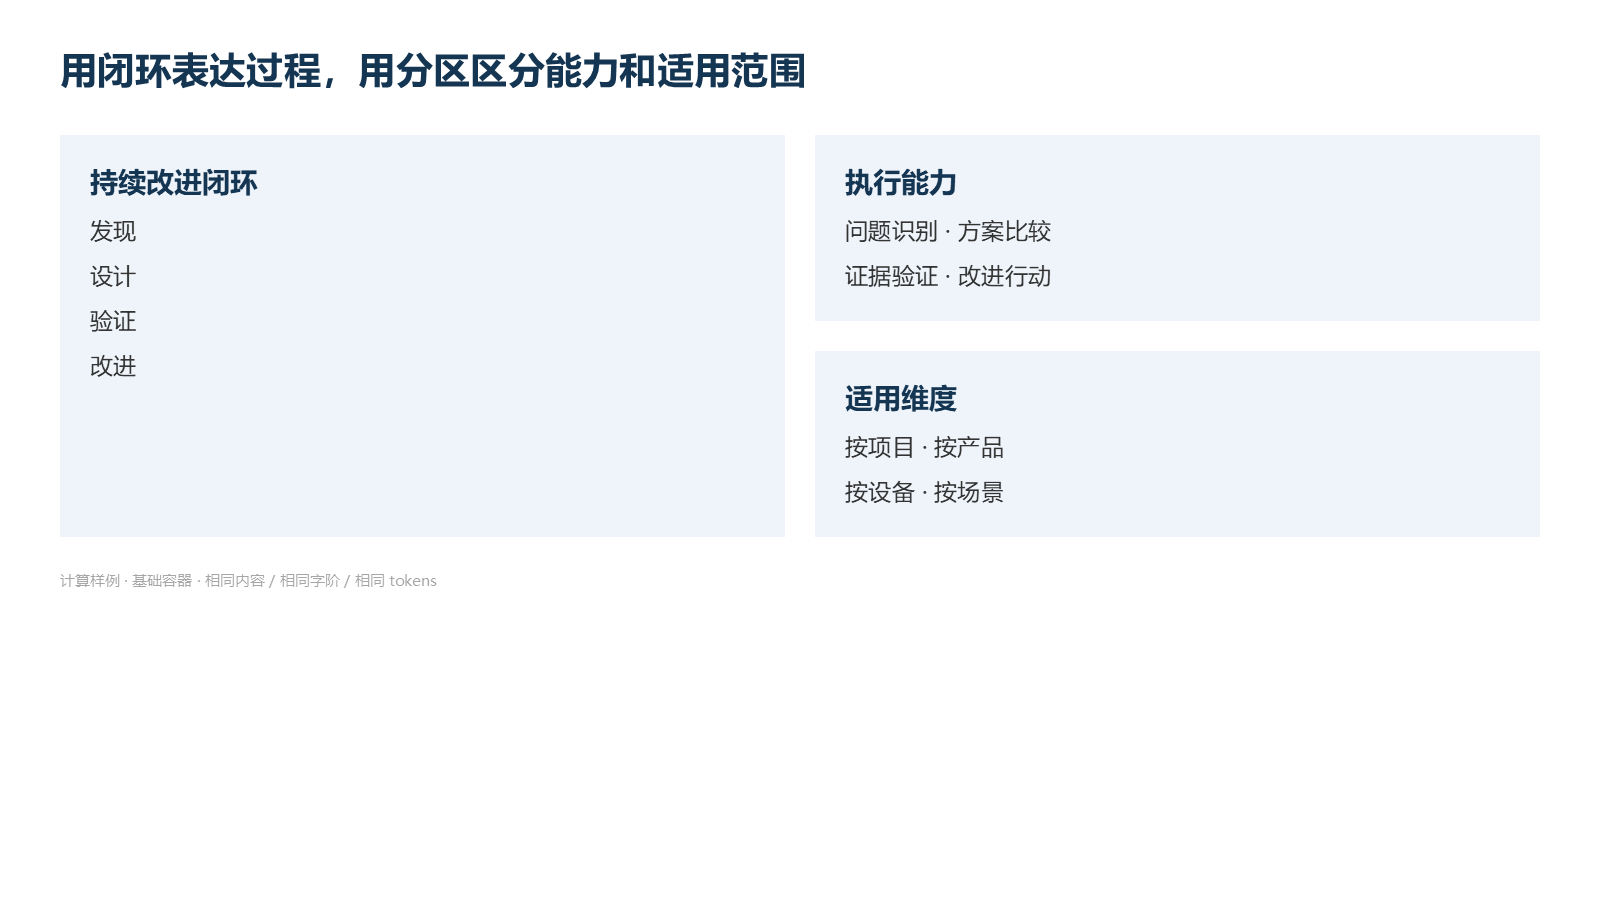 用闭环表达过程，用分区区分能力和适用范围
持续改进闭环
发现
设计
验证
改进
执行能力
问题识别 · 方案比较
证据验证 · 改进行动
适用维度
按项目 · 按产品
按设备 · 按场景
计算样例 · 基础容器 · 相同内容 / 相同字阶 / 相同 tokens